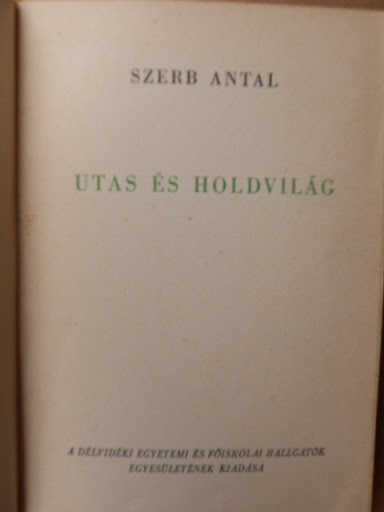 SZERB ANTAL
UTAS ÉS HOLDVILÁG
A DÉLVIDÉKI EGYETEMI ÉS FŐISKOLAI HALLGATÓK
EGYESÜLETÉNEK KIADÁSA